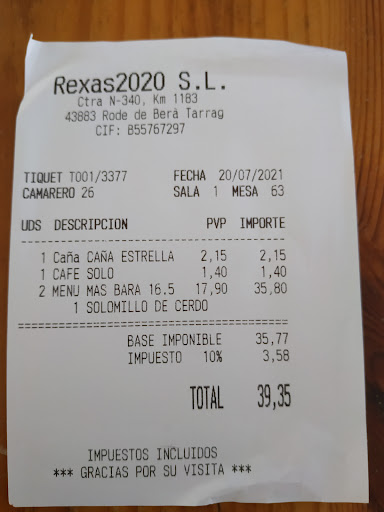 Rexas2020 S.L.
Ctra N-340, Km 1183
43883 Rode de Berà Tarrag
CIF: B55767297
TIQUET T001/3377 FECHA 20/07/2021
CAMARERO 26 SALA 1 MESA 63
UDS DESCRIPCION PVP IMPORTE
1 Caña CAÑA ESTRELLA 2,15 2,15
1 CAFE SOLO 1,40 1,40
2 MENU MAS BARA 16.5 17,90 35,80
1 SOLOMILLO DE CERDO
BASE IMPONIBLE 35,77
IMPUESTO 10% 3,58
TOTAL 39,35
IMPUESTOS INCLUIDOS
*** GRACIAS POR SU VISITA ***